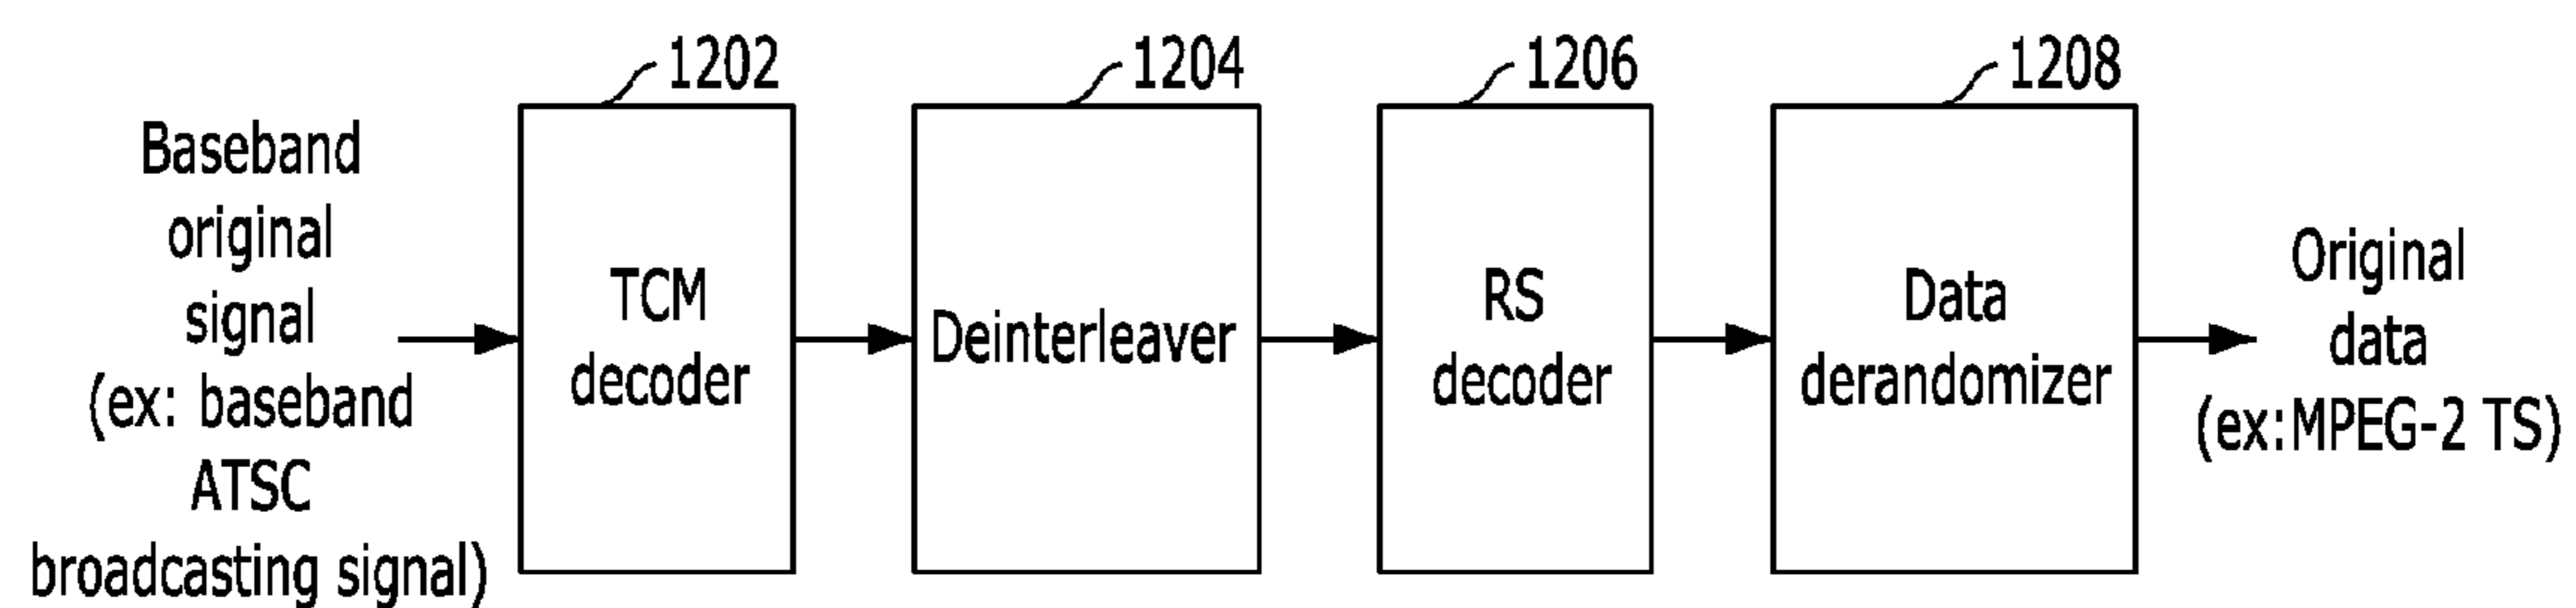 1202
1204
1206
1208
Baseband
original
signal
(ex: baseband
ATSC
broadcasting signal)
TCM
decoder
Deinterleaver
RS
decoder
Data
derandomizer
Original
data
(ex:MPEG-2 TS)